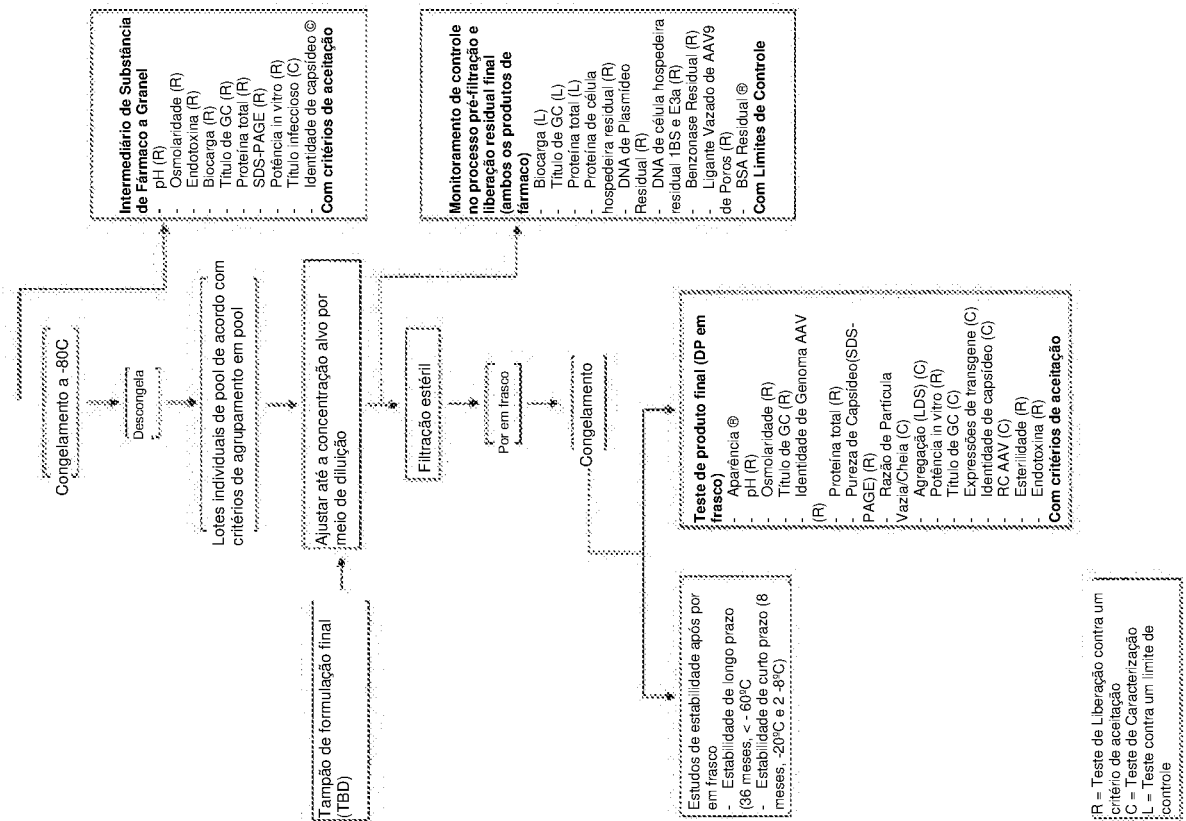 Congelamento a -80C
Descongela
Lotes individuais de pool de acordo com
critérios de agrupamento em pool
Tampão de formulação final
(TBD)
Ajustar até a concentração alvo por
meio de diluição
Filtração estéril
Por em frasco
Congelamento
Intermediário de Substância
de Fármaco a Granel
- pH (R)
- Osmolaridade (R)
- Endotoxina (R)
- Biocarga (R)
- Título de GC (R)
- Proteína total (R)
- SDS-PAGE (R)
- Potência in vitro (R)
- Título infeccioso (C)
- Identidade de capsídeo ©
Com critérios de aceitação
Monitoramento de controle
no processo pré-filtração e
liberação residual final
(ambos os produtos de
fármaco)
- Biocarga (L)
- Título de GC (L)
- Proteína total (L)
- Proteína de célula
hospedeira residual (R)
- DNA de Plasmídeo
Residual (R)
- DNA de célula hospedeira
residual 1BS e E3a (R)
- Benzonase Residual (R)
- Ligante Vazado de AAV9
de Poros (R)
- BSA Residual ®
Com Limites de Controle
Estudos de estabilidade após por
em frasco
- Estabilidade de longo prazo
(36 meses, < - 60ºC
- Estabilidade de curto prazo (8
meses, -20ºC e 2 -8ºC)
Teste de produto final (DP em
frasco)
- Aparência ®
- pH (R)
- Osmolaridade (R)
- Título de GC (R)
- Identidade de Genoma AAV
(R)
- Proteína total (R)
- Pureza de Capsídeo(SDS-
PAGE) (R)
- Razão de Partícula
Vazia/Cheia (C)
- Agregação (LDS) (C)
- Potência in vitro (R)
- Título de GC (C)
- Expressões de transgene (C)
- Identidade de capsídeo (C)
- RC AAV (C)
- Esterilidade (R)
- Endotoxina (R)
Com critérios de aceitação
R = Teste de Liberação contra um
critério de aceitação
C = Teste de Caracterização
L = Teste contra um limite de
controle